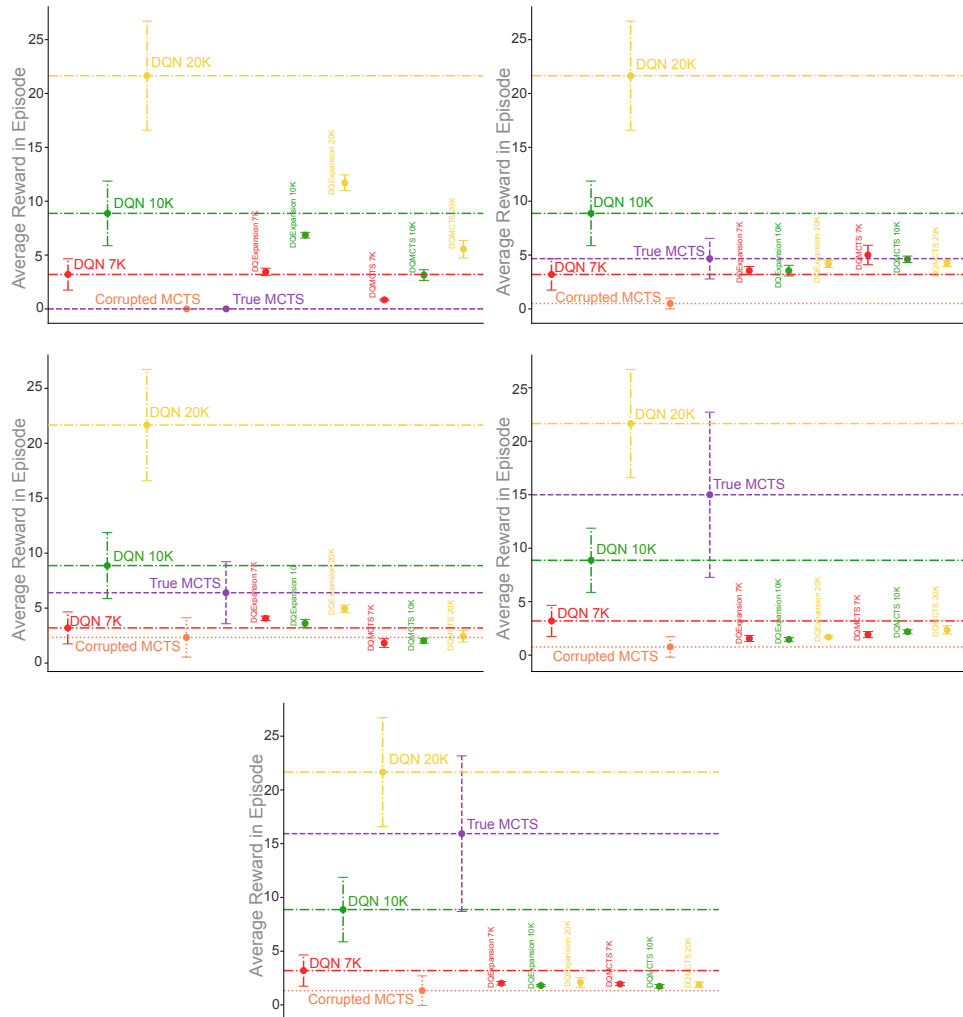 Average Reward in Episode
25
20
15
10
5
0
DQN 20K
DQN 10K
DQN 7K
Corrupted MCTS
True MCTS
DQExpansion 7K
DQExpansion 10K
DQExpansion 20K
DQMCTS 7K
DQMCTS 10K
DQMCTS 20K
Average Reward in Episode
25
20
15
10
5
0
DQN 20K
DQN 10K
True MCTS
DQN 7K
Corrupted MCTS
DQExpansion 7K
DQExpansion 10K
DQExpansion 20K
DQMCTS 7K
DQMCTS 10K
DQMCTS 20K
Average Reward in Episode
25
20
15
10
5
0
DQN 20K
DQN 10K
True MCTS
DQN 7K
Corrupted MCTS
DQExpansion 7K
DQExpansion 10
DQExpansion 20K
DQMCTS 7K
DQMCTS 10K
DQMCTS 20K
Average Reward in Episode
25
20
15
10
5
0
DQN 20K
True MCTS
DQN 10K
DQN 7K
Corrupted MCTS
DQExpansion 7K
DQExpansion 10K
DQExpansion 20K
DQMCTS 7K
DQMCTS 10K
DQMCTS 20K
Average Reward in Episode
25
20
15
10
5
0
DQN 20K
True MCTS
DQN 10K
DQN 7K
Corrupted MCTS
DQExpansion 7K
DQExpansion 10K
DQExpansion 20K
DQMCTS 7K
DQMCTS 10K
DQMCTS 20K